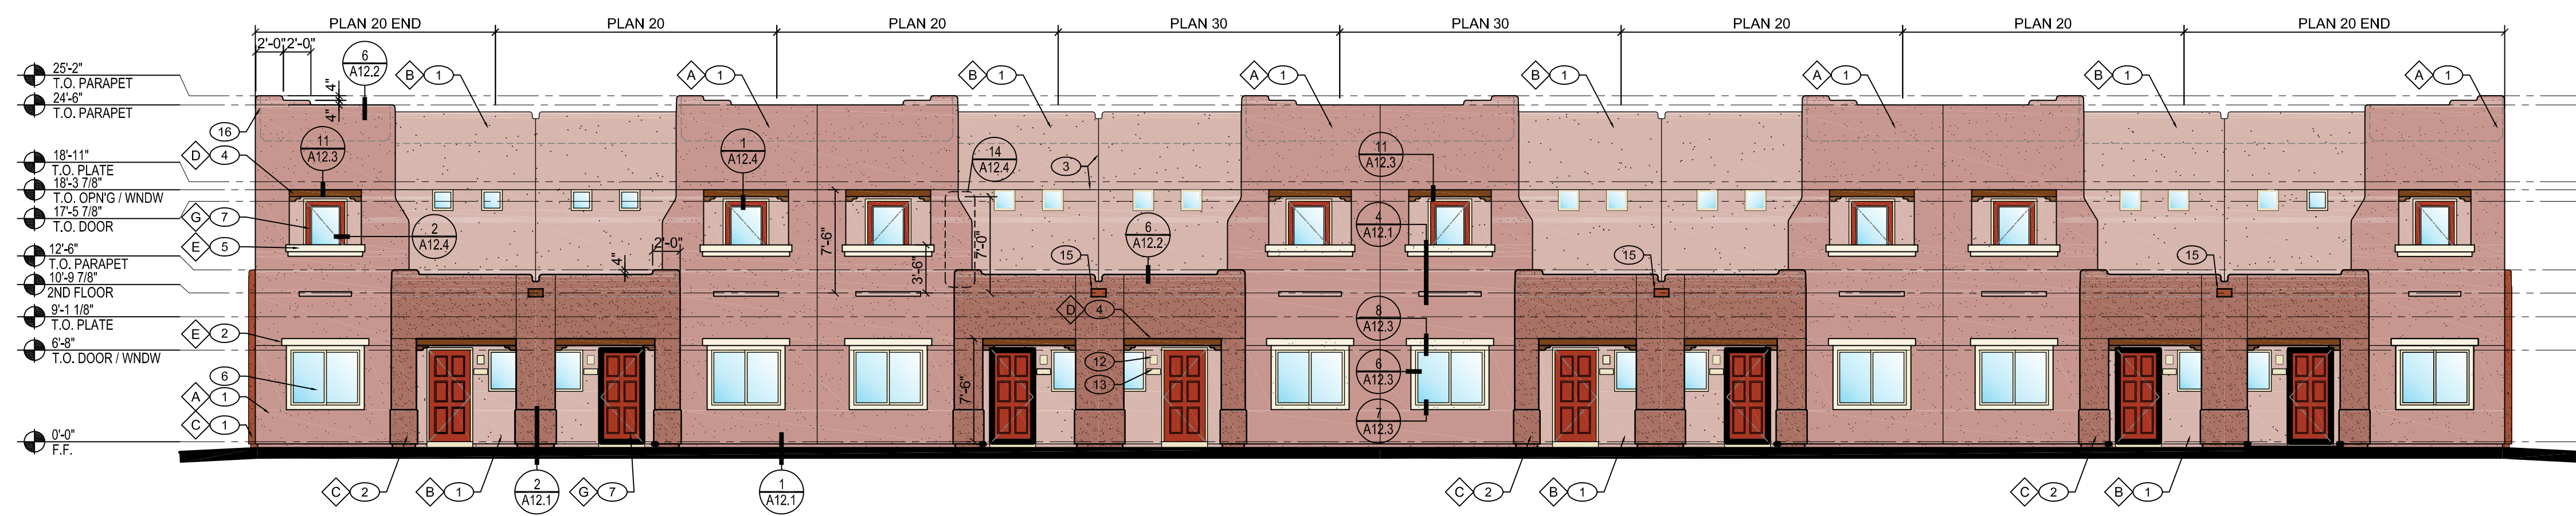 PLAN 20 END
PLAN 20
PLAN 20
PLAN 30
PLAN 30
PLAN 20
PLAN 20
PLAN 20 END
2'-0"
2'-0"
6
A12.2
25'-2"
T.O. PARAPET
24'-6"
T.O. PARAPET
4"
4"
B 1
A 1
B 1
A 1
B 1
A 1
B 1
A 1
16
D 4
11
A12.3
1
A12.4
14
A12.4
3
11
A12.3
18'-11"
T.O. PLATE
18'-3 7/8"
T.O. OPN'G / WNDW
17'-5 7/8"
T.O. DOOR
G 7
E 5
2
A12.4
6
A12.2
4
A12.1
12'-6"
T.O. PARAPET
10'-9 7/8"
2ND FLOOR
4"
2'-0"
7'-6"
3'-6"
7'-0"
15
15
15
9'-1 1/8"
T.O. PLATE
D 4
8
A12.3
E 2
6'-8"
T.O. DOOR / WNDW
6
12
13
7'-6"
6
A12.3
A 1
C 1
7
A12.3
0'-0"
F.F.
C 2
B 1
2
A12.1
G 7
1
A12.1
C 2
B 1
C 2
B 1